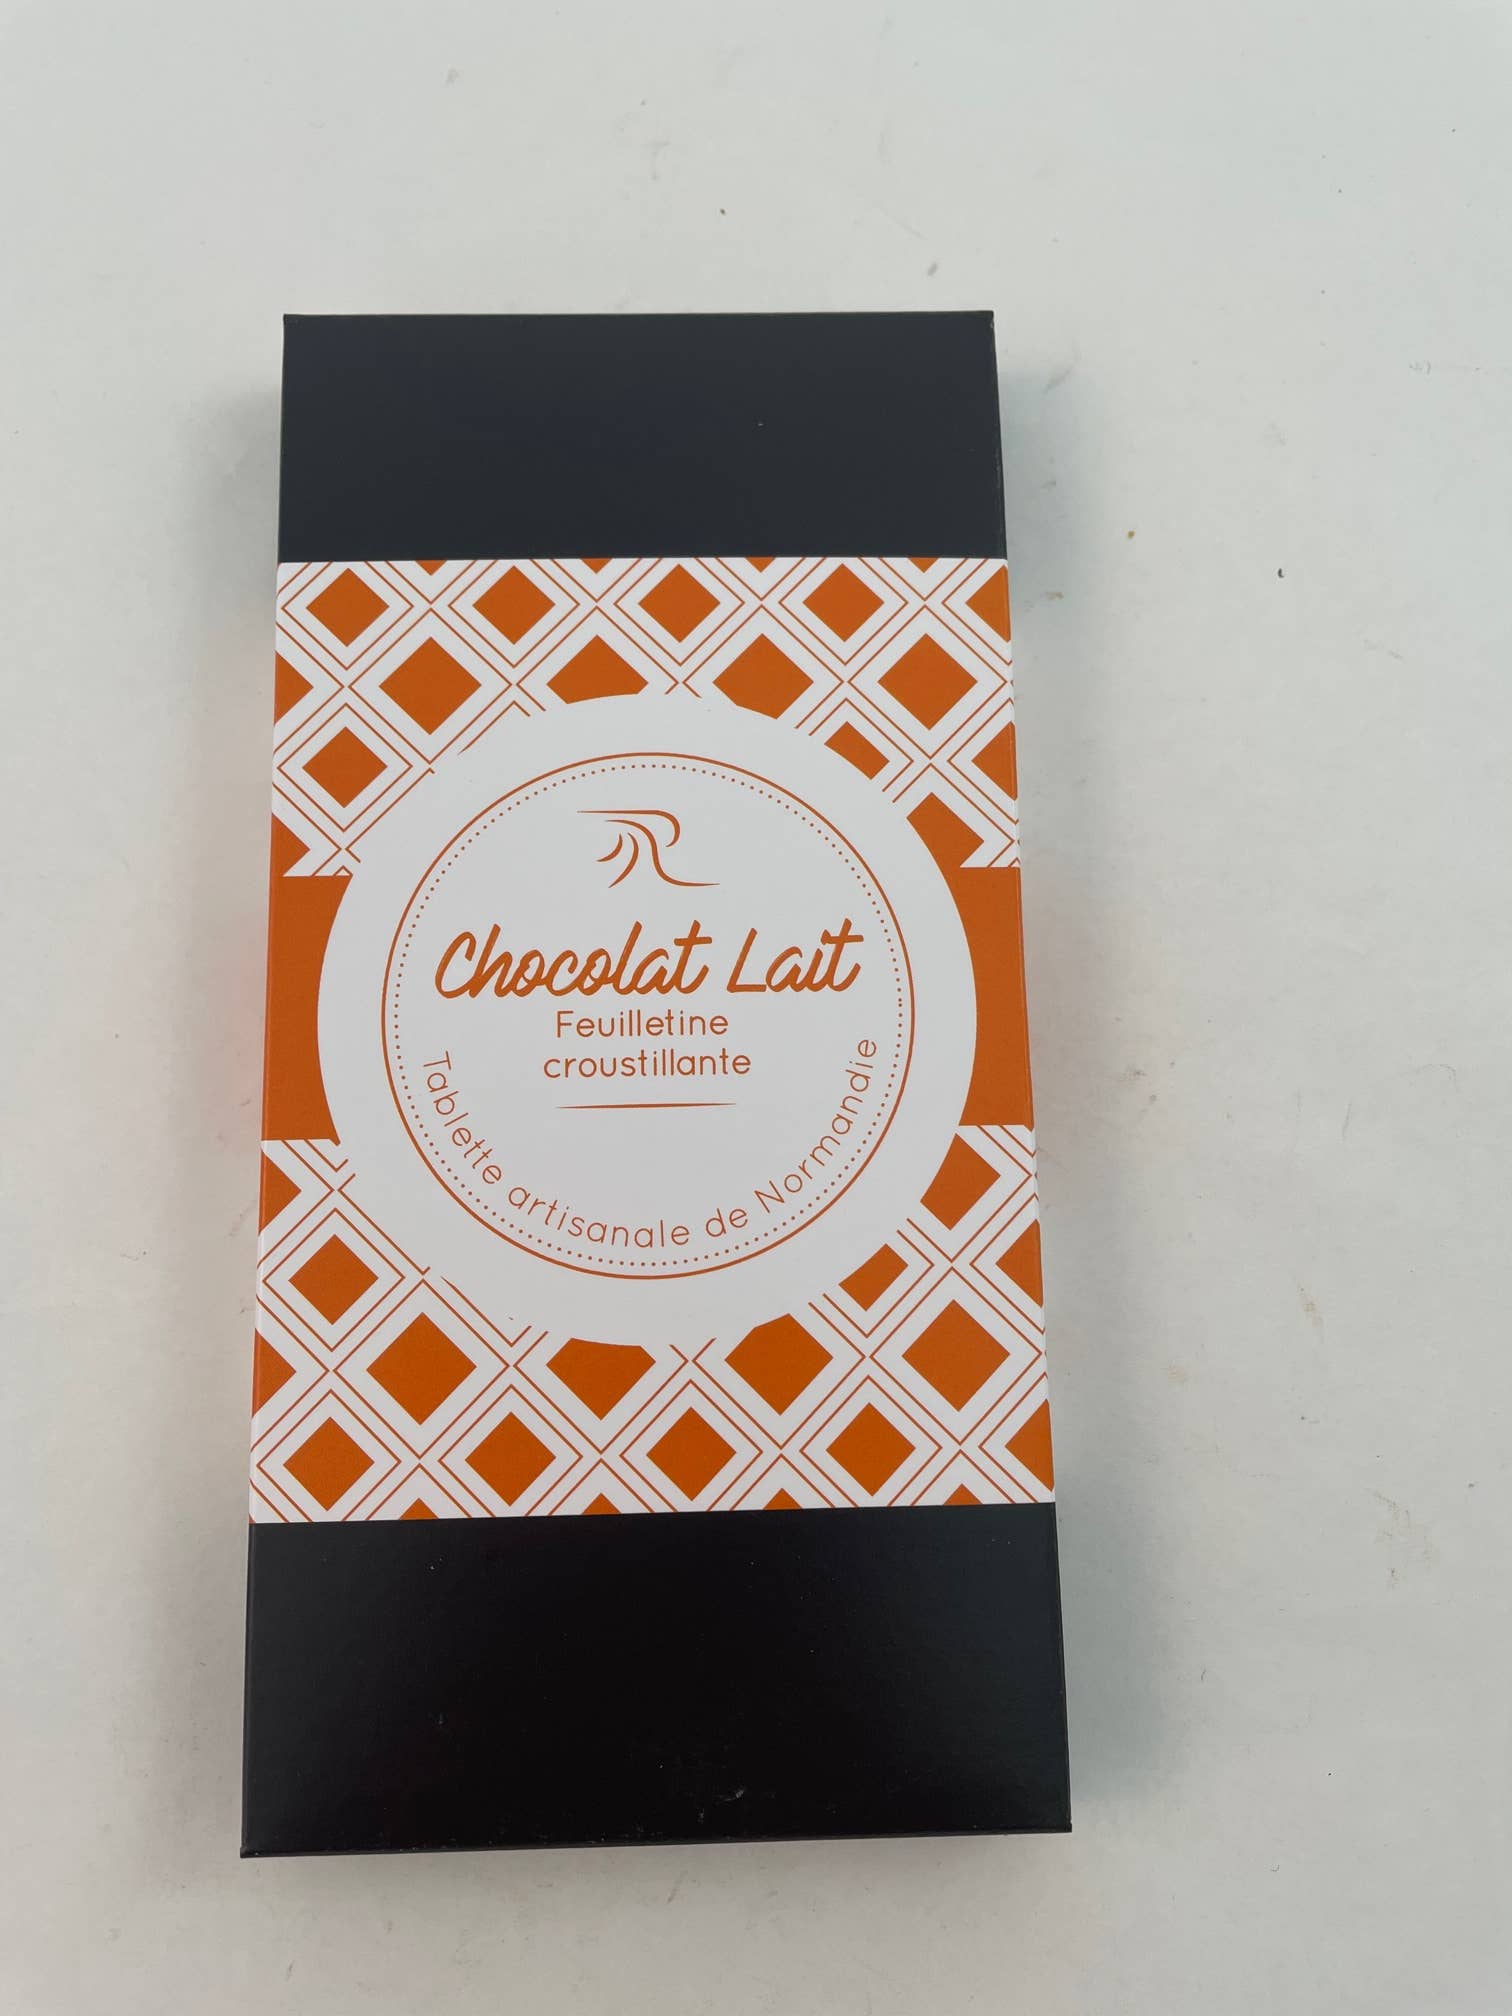 Chocolat Lait
Feuilletine
croustillante
Tablette artisanale de Normandie